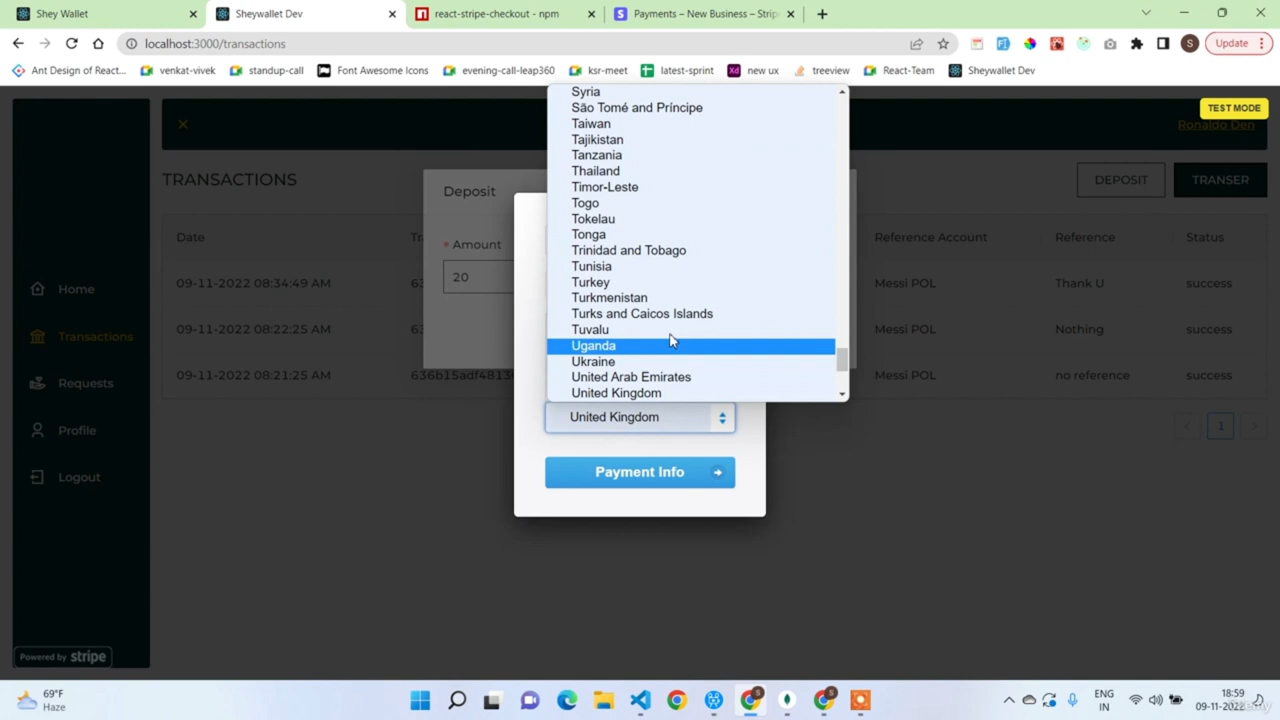 Shey Wallet
Sheywallet Dev
react-stripe-checkout - npm
Payments – New Business – Stripe
localhost:3000/transactions
S
Update
Ant Design of React...
venkat-vivek
standup-call
Font Awesome Icons
evening-call-leap360
ksr-meet
latest-sprint
new ux
treeview
React-Team
Sheywallet Dev
TEST MODE
Ronaldo Den
TRANSACTIONS
DEPOSIT
TRANSER
Deposit
* Amount
20
Date
Reference Account
Reference
Status
09-11-2022 08:34:49 AM
Messi POL
Thank U
success
09-11-2022 08:22:25 AM
Messi POL
Nothing
success
09-11-2022 08:21:25 AM
Messi POL
no reference
success
1
Home
Transactions
Requests
Profile
Logout
Syria
São Tomé and Príncipe
Taiwan
Tajikistan
Tanzania
Thailand
Timor-Leste
Togo
Tokelau
Tonga
Trinidad and Tobago
Tunisia
Turkey
Turkmenistan
Turks and Caicos Islands
Tuvalu
Uganda
Ukraine
United Arab Emirates
United Kingdom
United Kingdom
Payment Info
Powered by stripe
69°F
Haze
ENG
IN
18:59
09-11-2022